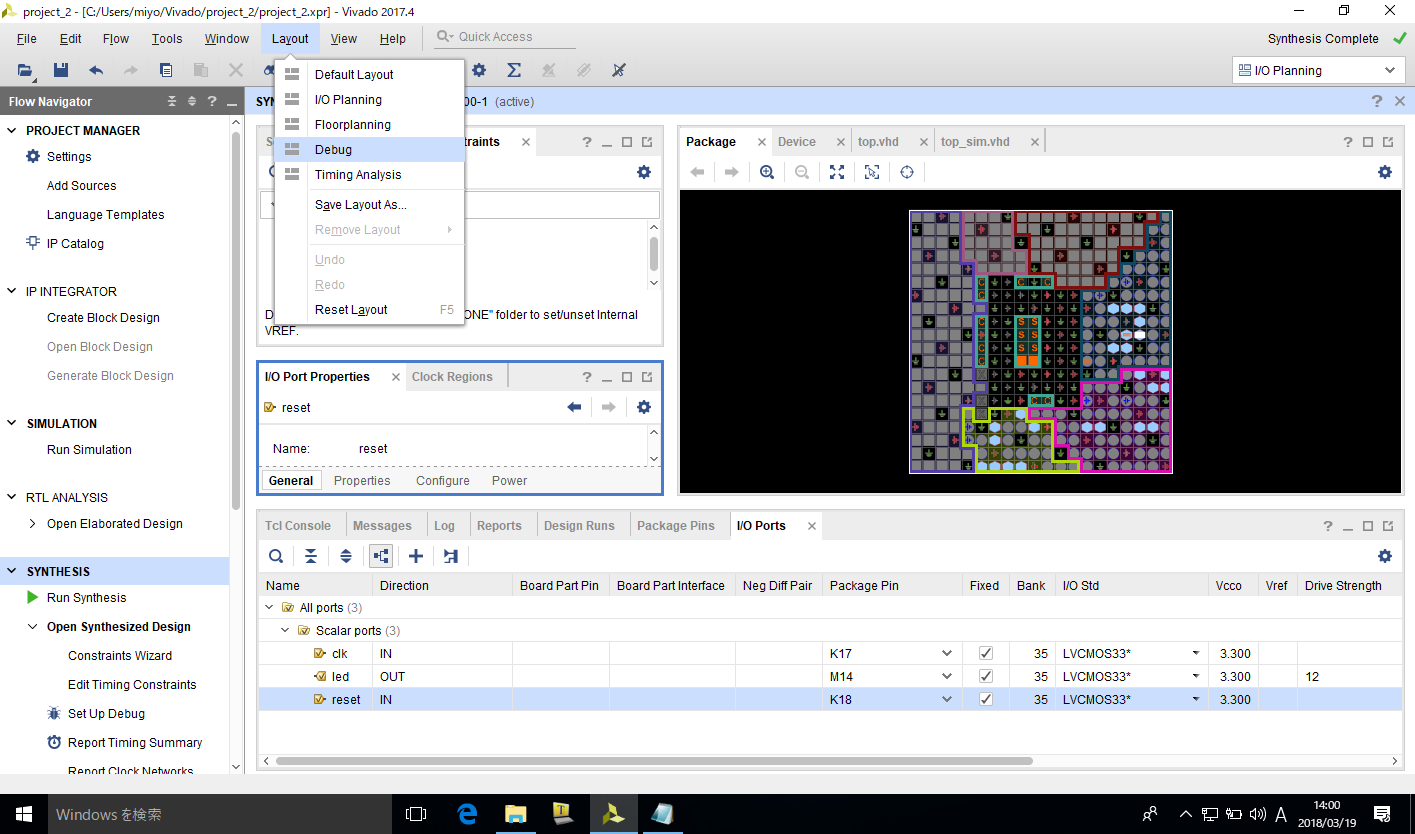 project_2 - [C:/Users/miyo/Vivado/project_2/project_2.xpr] - Vivado 2017.4
File Edit Flow Tools Window Layout View Help Quick Access Synthesis Complete
I/O Planning
Default Layout
I/O Planning
Floorplanning
Debug
Timing Analysis
Save Layout As...
Remove Layout
Undo
Redo
Reset Layout F5
Flow Navigator
PROJECT MANAGER
Settings
Add Sources
Language Templates
IP Catalog
IP INTEGRATOR
Create Block Design
Open Block Design
Generate Block Design
SIMULATION
Run Simulation
RTL ANALYSIS
Open Elaborated Design
SYNTHESIS
Run Synthesis
Open Synthesized Design
Constraints Wizard
Edit Timing Constraints
Set Up Debug
Report Timing Summary
Report Clock Networks
SYN 00-1 (active)
raints
D ONE" folder to set/unset Internal
VREF.
Package Device top.vhd top_sim.vhd
I/O Port Properties Clock Regions
reset
Name: reset
General Properties Configure Power
Tcl Console Messages Log Reports Design Runs Package Pins I/O Ports
Name Direction Board Part Pin Board Part Interface Neg Diff Pair Package Pin Fixed Bank I/O Std Vcco Vref Drive Strength
All ports (3)
Scalar ports (3)
clk IN K17 35 LVCMOS33* 3.300
led OUT M14 35 LVCMOS33* 3.300 12
reset IN K18 35 LVCMOS33* 3.300
Windows を検索
A
14:00
2018/03/19